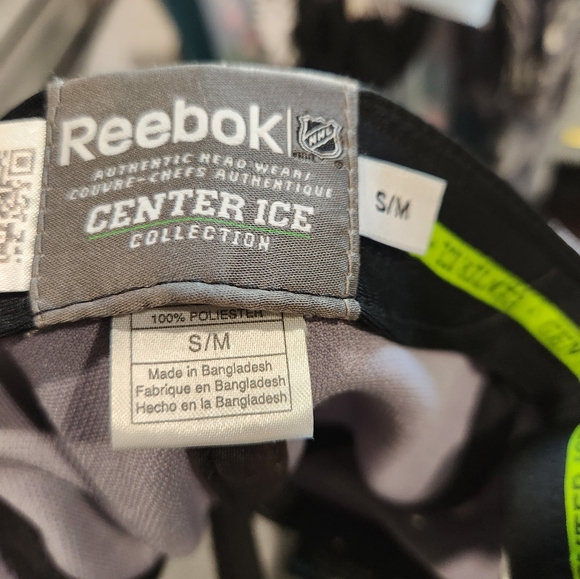 Reebok NHL
AUTHENTIC HEAD WEAR/
COUVRE-CHEFS AUTHENTIQUE
CENTER ICE
COLLECTION
S/M
100% POLIESTER
S/M
Made in Bangladesh
Fabrique en Bangladesh
Hecho en la Bangladesh